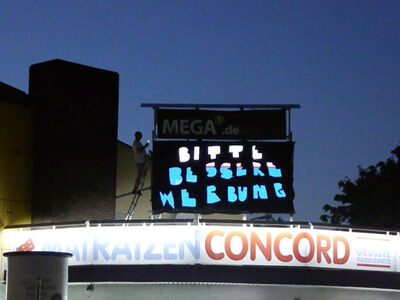 MEGA.de
BITTE
BESSERE
WERBUNG
MATRATZEN CONCORD